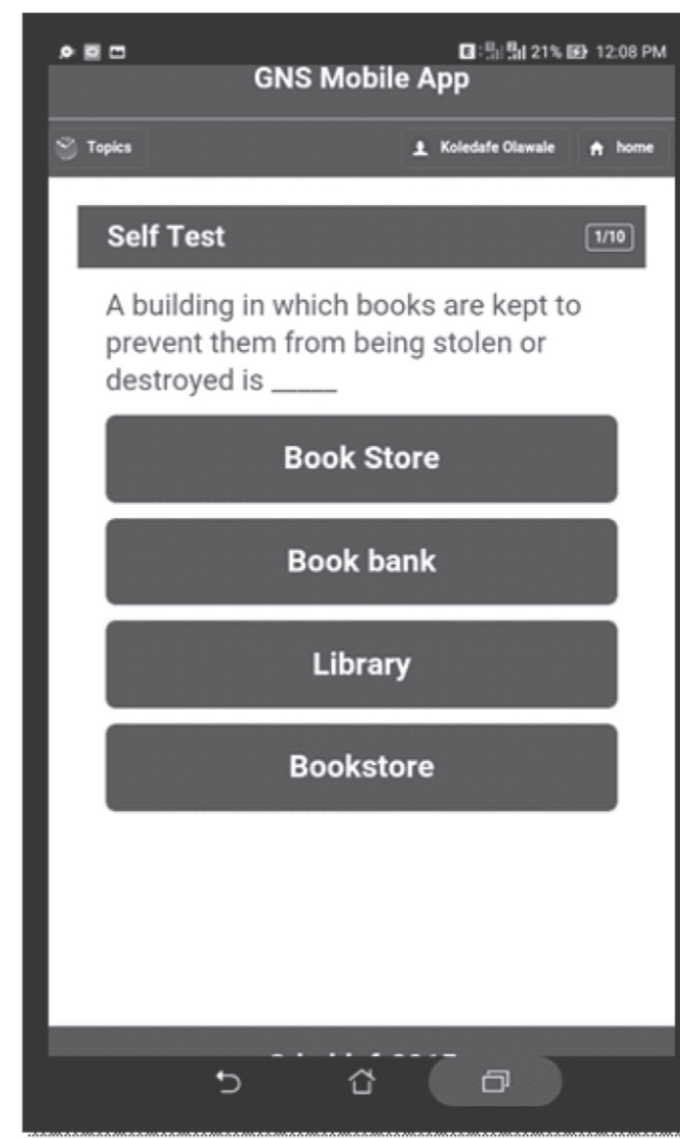 21% 12:08 PM
GNS Mobile App
Topics
Koledafe Olawale
home
Self Test
1/10
A building in which books are kept to
prevent them from being stolen or
destroyed is _____
Book Store
Book bank
Library
Bookstore